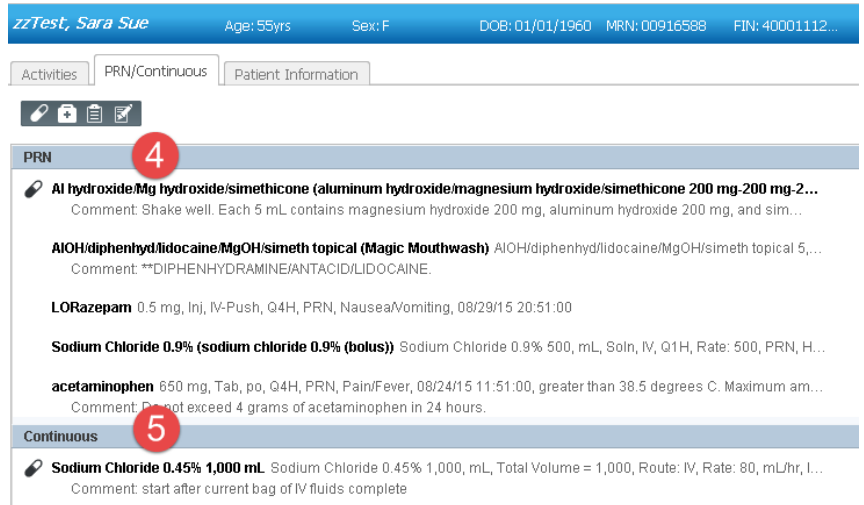 zzTest, Sara Sue Age: 55yrs Sex: F DOB: 01/01/1960 MRN: 00916588 FIN: 40001112...
Activities PRN/Continuous Patient Information
PRN 4
Al hydroxide/Mg hydroxide/simethicone (aluminum hydroxide/magnesium hydroxide/simethicone 200 mg-200 mg-2...
Comment: Shake well. Each 5 mL contains magnesium hydroxide 200 mg, aluminum hydroxide 200 mg, and sim...
AlOH/diphenhyd/lidocaine/MgOH/simeth topical (Magic Mouthwash) AlOH/diphenhyd/lidocaine/MgOH/simeth topical 5,...
Comment: **DIPHENHYDRAMINE/ANTACID/LIDOCAINE.
LORazepam 0.5 mg, Inj, IV-Push, Q4H, PRN, Nausea/Vomiting, 08/29/15 20:51:00
Sodium Chloride 0.9% (sodium chloride 0.9% (bolus)) Sodium Chloride 0.9% 500, mL, Soln, IV, Q1H, Rate: 500, PRN, H...
acetaminophen 650 mg, Tab, po, Q4H, PRN, Pain/Fever, 08/24/15 11:51:00, greater than 38.5 degrees C. Maximum am...
Comment: not exceed 4 grams of acetaminophen in 24 hours.
Continuous 5
Sodium Chloride 0.45% 1,000 mL Sodium Chloride 0.45% 1,000, mL, Total Volume = 1,000, Route: IV, Rate: 80, mL/hr, I...
Comment: start after current bag of IV fluids complete